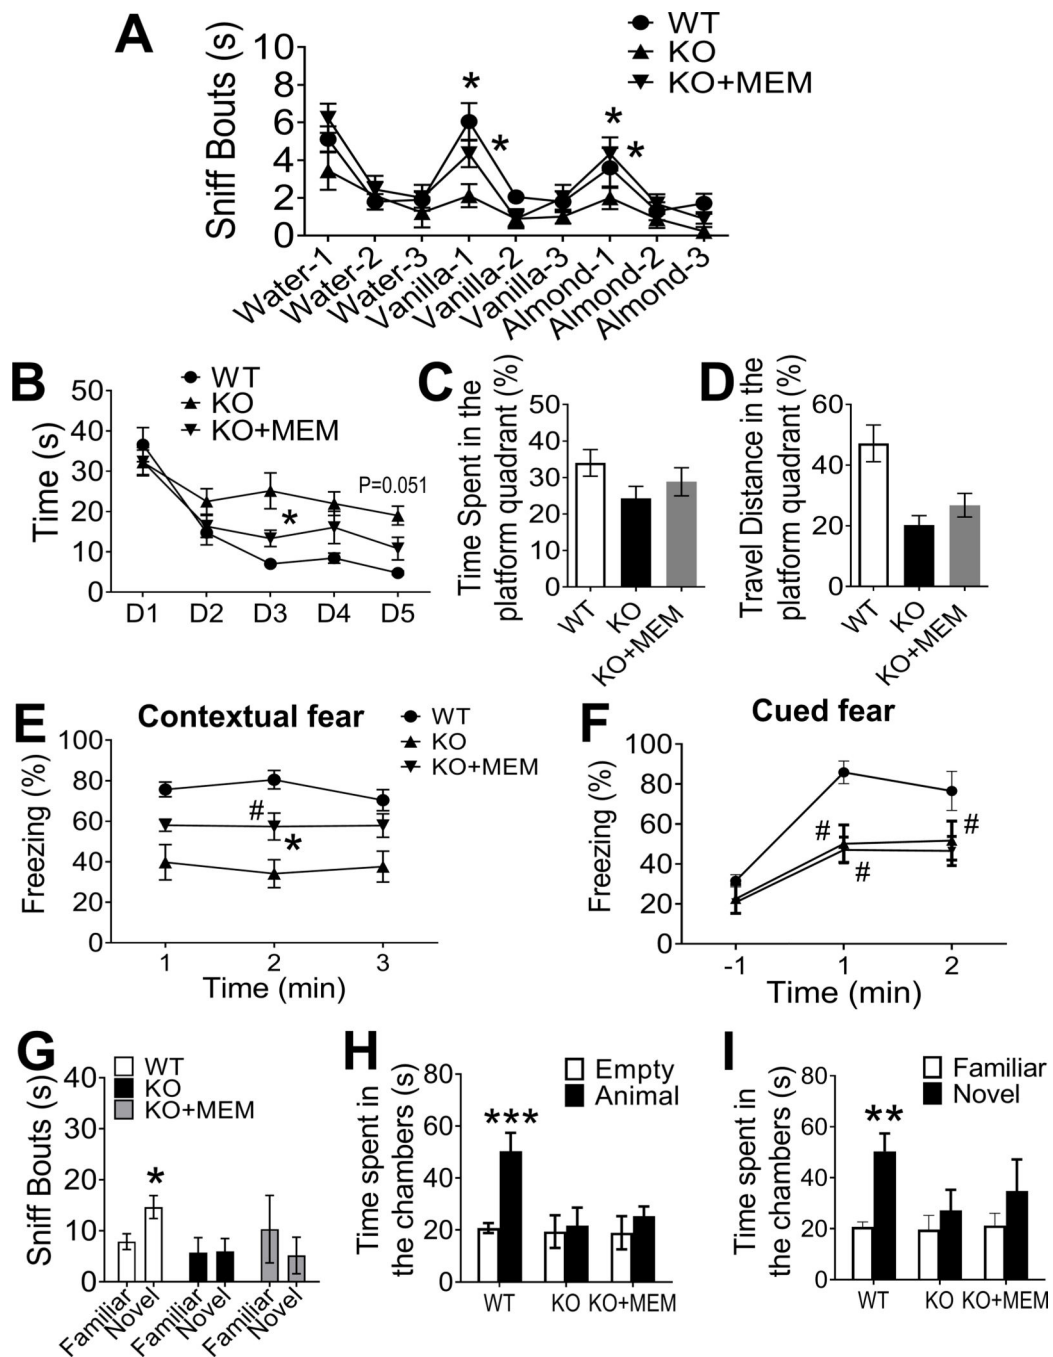 A
Sniff Bouts (s)
10
8
6
4
2
0
WT
KO
KO+MEM
*
*
*
*
Water-1
Water-2
Water-3
Vanilla-1
Vanilla-2
Vanilla-3
Almond-1
Almond-2
Almond-3
B
Time (s)
50
40
30
20
10
0
WT
KO
KO+MEM
P=0.051
*
D1
D2
D3
D4
D5
C
Time Spent in the
platform quadrant (%)
50
40
30
20
10
0
WT
KO
KO+MEM
D
Travel Distance in the
platform quadrant (%)
60
40
20
0
WT
KO
KO+MEM
E
Contextual fear
WT
KO
KO+MEM
Freezing (%)
100
80
60
40
20
0
#
*
1
2
3
Time (min)
F
Cued fear
Freezing (%)
100
80
60
40
20
0
#
#
#
-1
1
2
Time (min)
G
WT
KO
KO+MEM
Sniff Bouts (s)
40
30
20
10
0
*
Familiar
Novel
Familiar
Novel
Familiar
Novel
H
Time spent in
the chambers (s)
80
60
40
20
0
Empty
Animal
***
WT
KO
KO+MEM
I
Time spent in
the chambers (s)
80
60
40
20
0
Familiar
Novel
**
WT
KO
KO+MEM